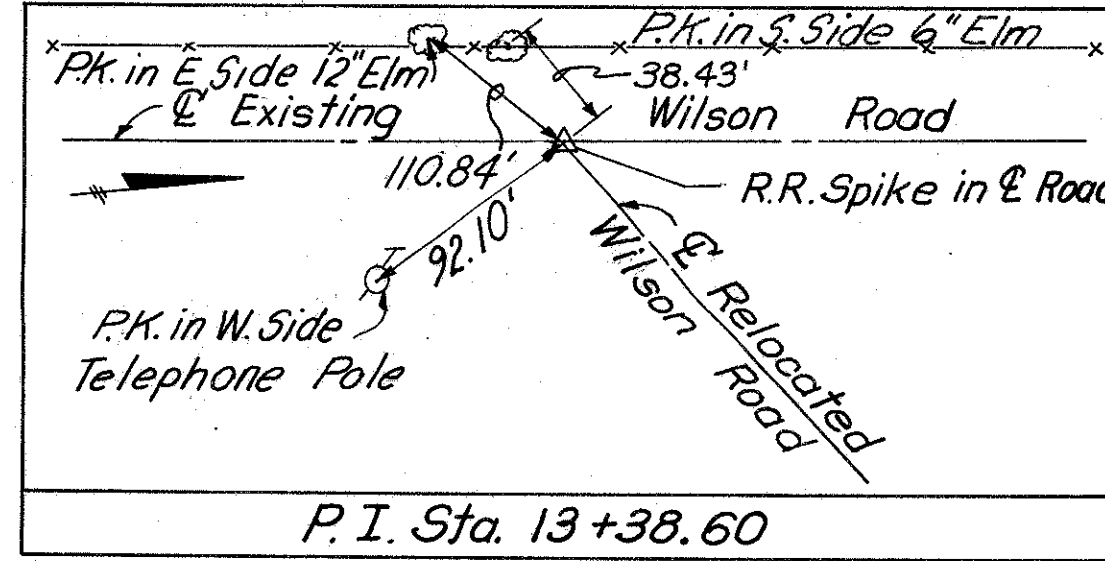 P.K. in S. Side 6" Elm
P.K. in E. Side 12" Elm
38.43'
℄ Existing
Wilson Road
110.84'
R.R. Spike in ℄ Road
92.10'
℄ Relocated
Wilson Road
P.K. in W. Side
Telephone Pole
P.I. Sta. 13+38.60